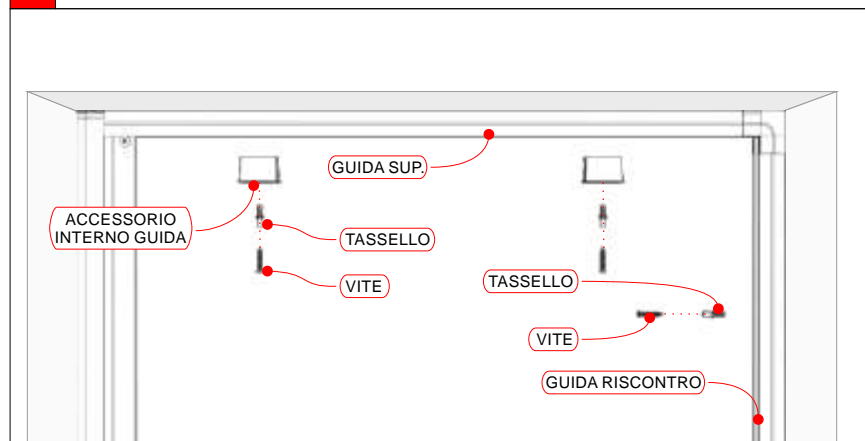 GUIDA SUP.
ACCESSORIO
INTERNO GUIDA
TASSELLO
VITE
TASSELLO
VITE
GUIDA RISCONTRO